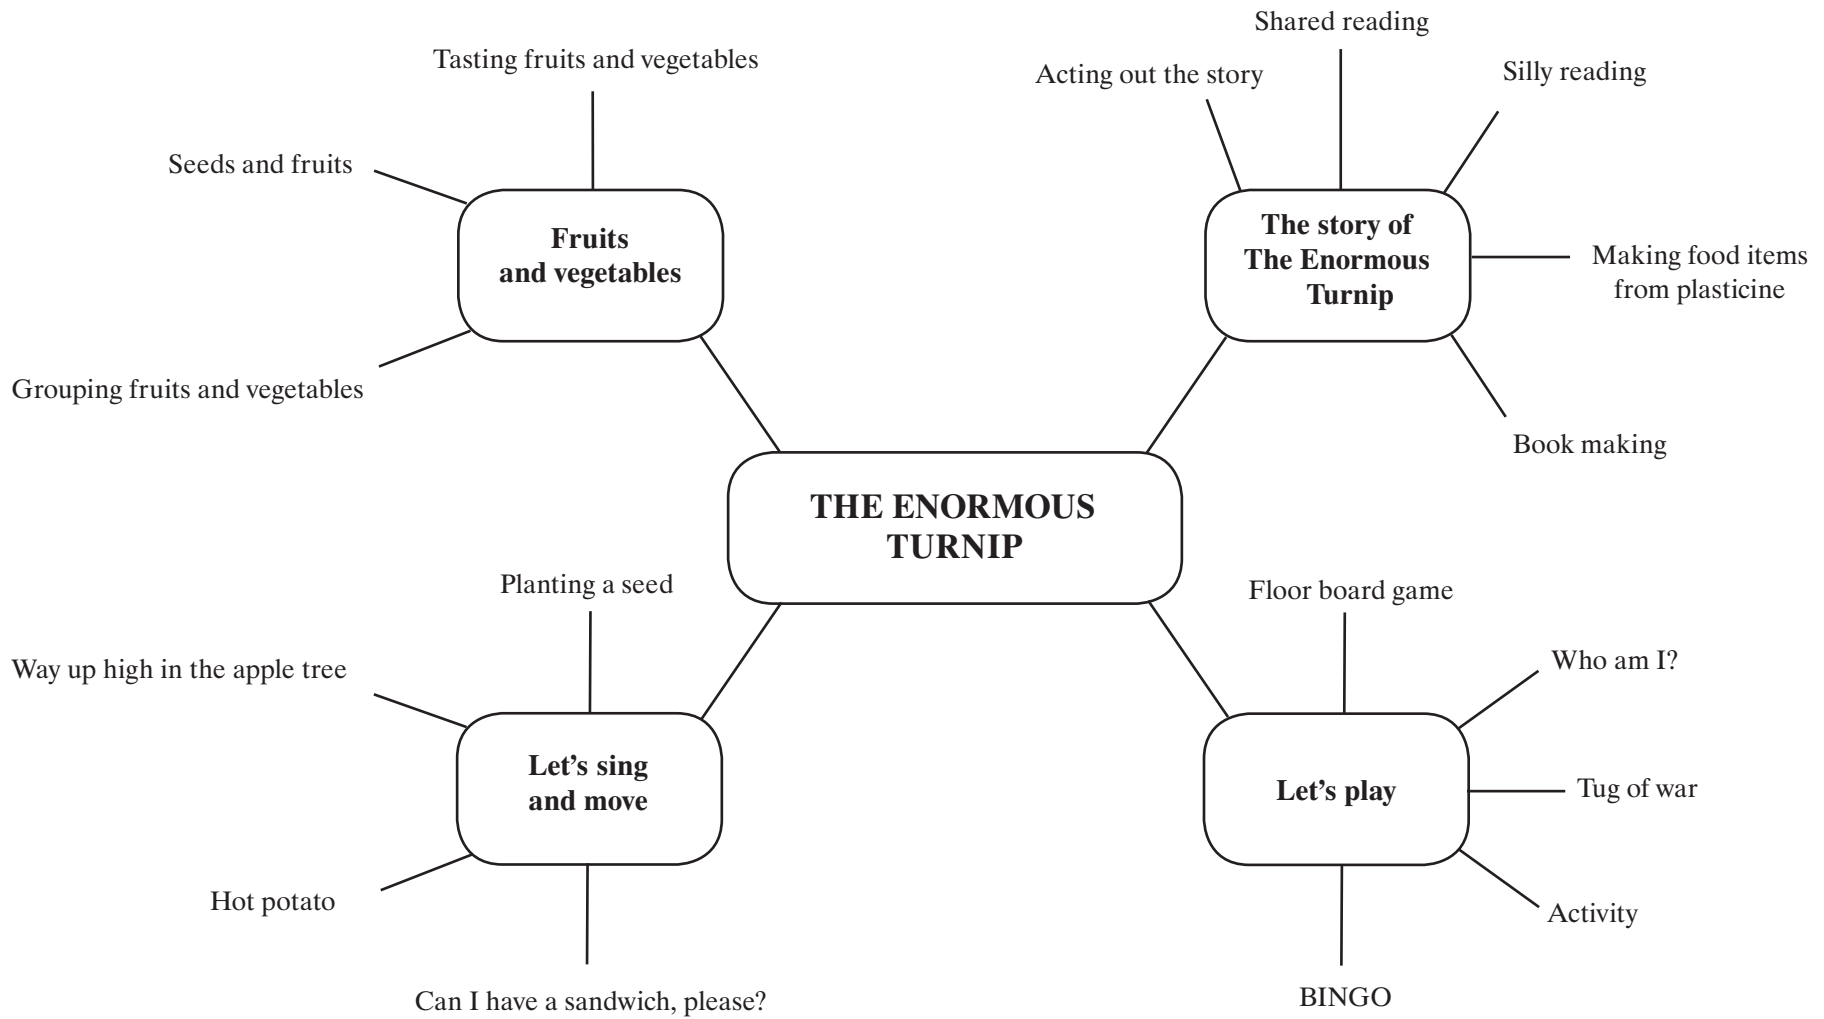 Shared reading
Tasting fruits and vegetables
Acting out the story
Silly reading
Seeds and fruits
Fruits
and vegetables
The story of
The Enormous
Turnip
Making food items
from plasticine
Grouping fruits and vegetables
Book making
THE ENORMOUS
TURNIP
Planting a seed
Floor board game
Way up high in the apple tree
Who am I?
Let's sing
and move
Let's play
Tug of war
Hot potato
Activity
Can I have a sandwich, please?
BINGO